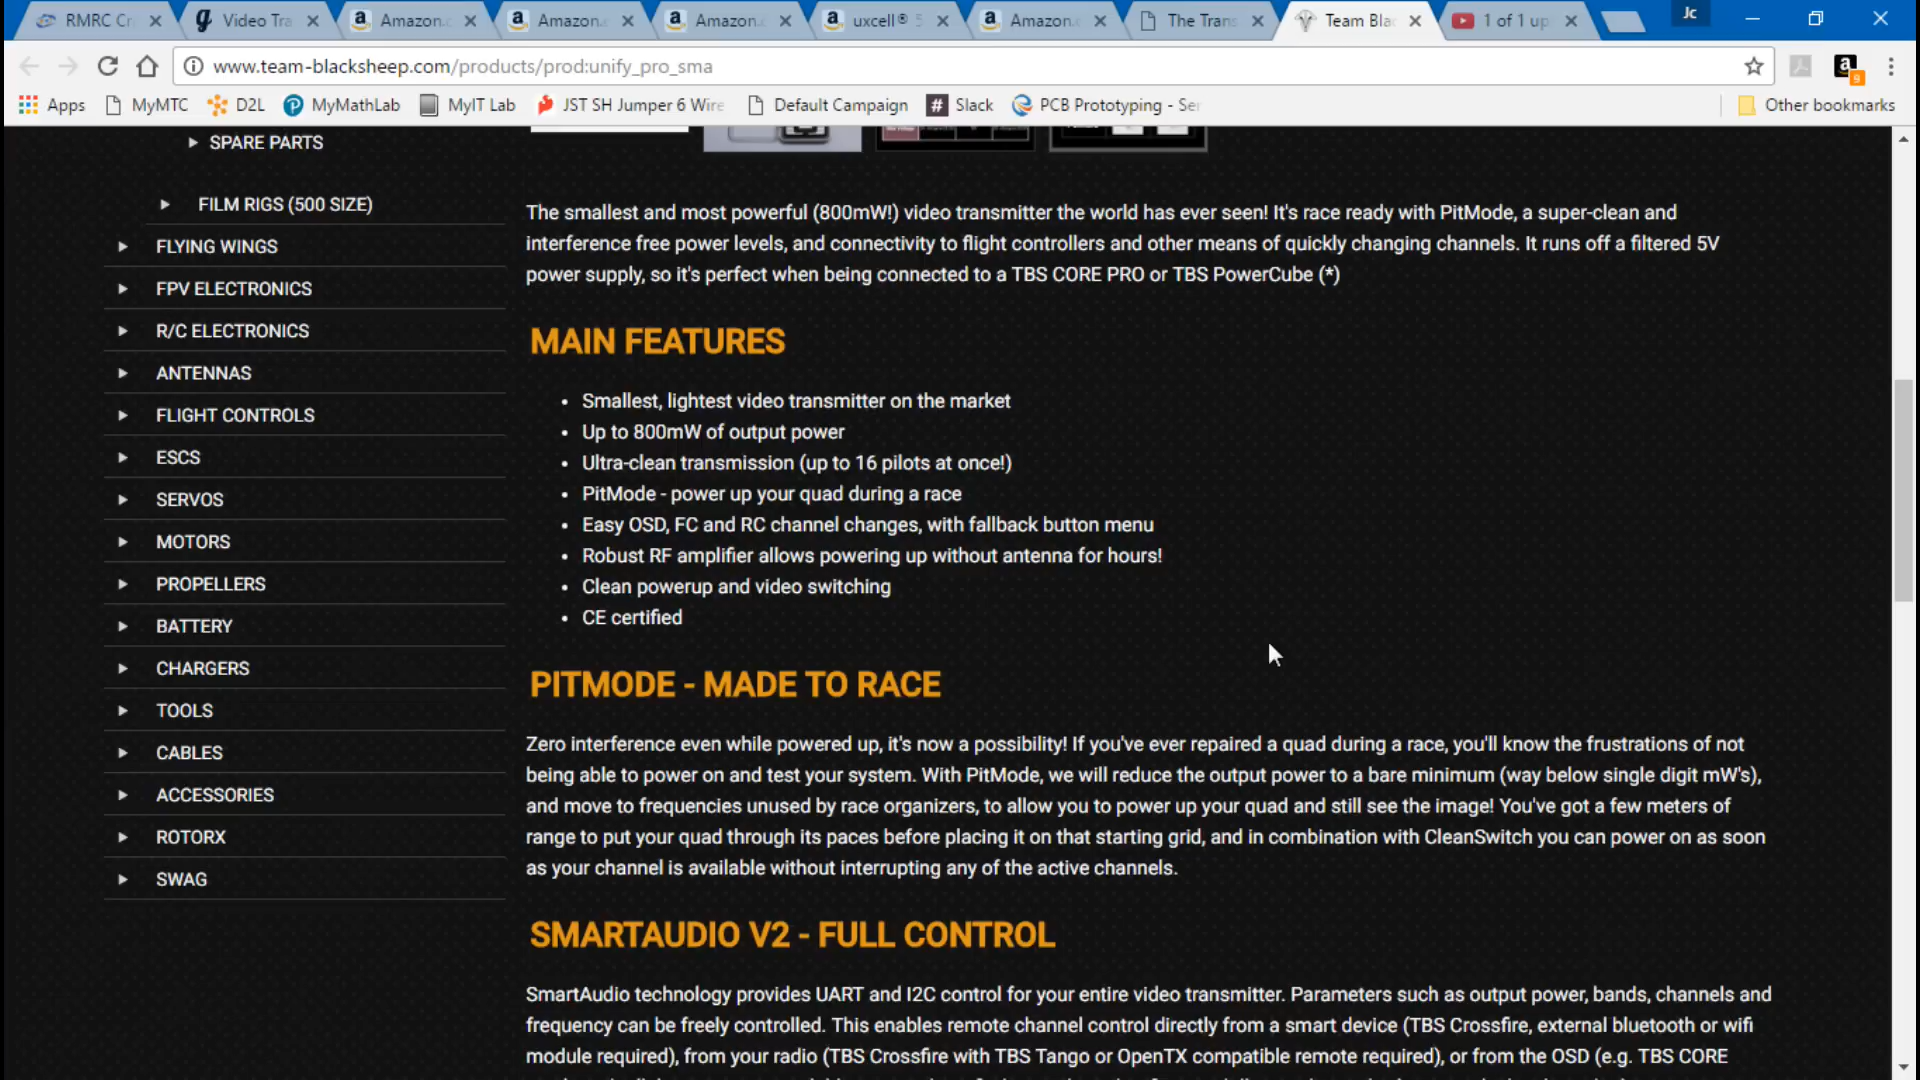 RMRC Cr
Video Tra
Amazon.c
Amazon.
Amazon.c
uxcell® 5
Amazon.
The Trans
Team Blac
1 of 1 up
Jc
www.team-blacksheep.com/products/prod:unify_pro_sma
9
Apps
MyMTC
D2L
MyMathLab
MyIT Lab
JST SH Jumper 6 Wire
Default Campaign
Slack
PCB Prototyping - Ser
Other bookmarks
SPARE PARTS
FILM RIGS (500 SIZE)
FLYING WINGS
FPV ELECTRONICS
R/C ELECTRONICS
ANTENNAS
FLIGHT CONTROLS
ESCS
SERVOS
MOTORS
PROPELLERS
BATTERY
CHARGERS
TOOLS
CABLES
ACCESSORIES
ROTORX
SWAG
The smallest and most powerful (800mW!) video transmitter the world has ever seen! It's race ready with PitMode, a super-clean and
interference free power levels, and connectivity to flight controllers and other means of quickly changing channels. It runs off a filtered 5V
power supply, so it's perfect when being connected to a TBS CORE PRO or TBS PowerCube (*)
MAIN FEATURES
• Smallest, lightest video transmitter on the market
• Up to 800mW of output power
• Ultra-clean transmission (up to 16 pilots at once!)
• PitMode - power up your quad during a race
• Easy OSD, FC and RC channel changes, with fallback button menu
• Robust RF amplifier allows powering up without antenna for hours!
• Clean powerup and video switching
• CE certified
PITMODE - MADE TO RACE
Zero interference even while powered up, it's now a possibility! If you've ever repaired a quad during a race, you'll know the frustrations of not
being able to power on and test your system. With PitMode, we will reduce the output power to a bare minimum (way below single digit mW's),
and move to frequencies unused by race organizers, to allow you to power up your quad and still see the image! You've got a few meters of
range to put your quad through its paces before placing it on that starting grid, and in combination with CleanSwitch you can power on as soon
as your channel is available without interrupting any of the active channels.
SMARTAUDIO V2 - FULL CONTROL
SmartAudio technology provides UART and I2C control for your entire video transmitter. Parameters such as output power, bands, channels and
frequency can be freely controlled. This enables remote channel control directly from a smart device (TBS Crossfire, external bluetooth or wifi
module required), from your radio (TBS Crossfire with TBS Tango or OpenTX compatible remote required), or from the OSD (e.g. TBS CORE